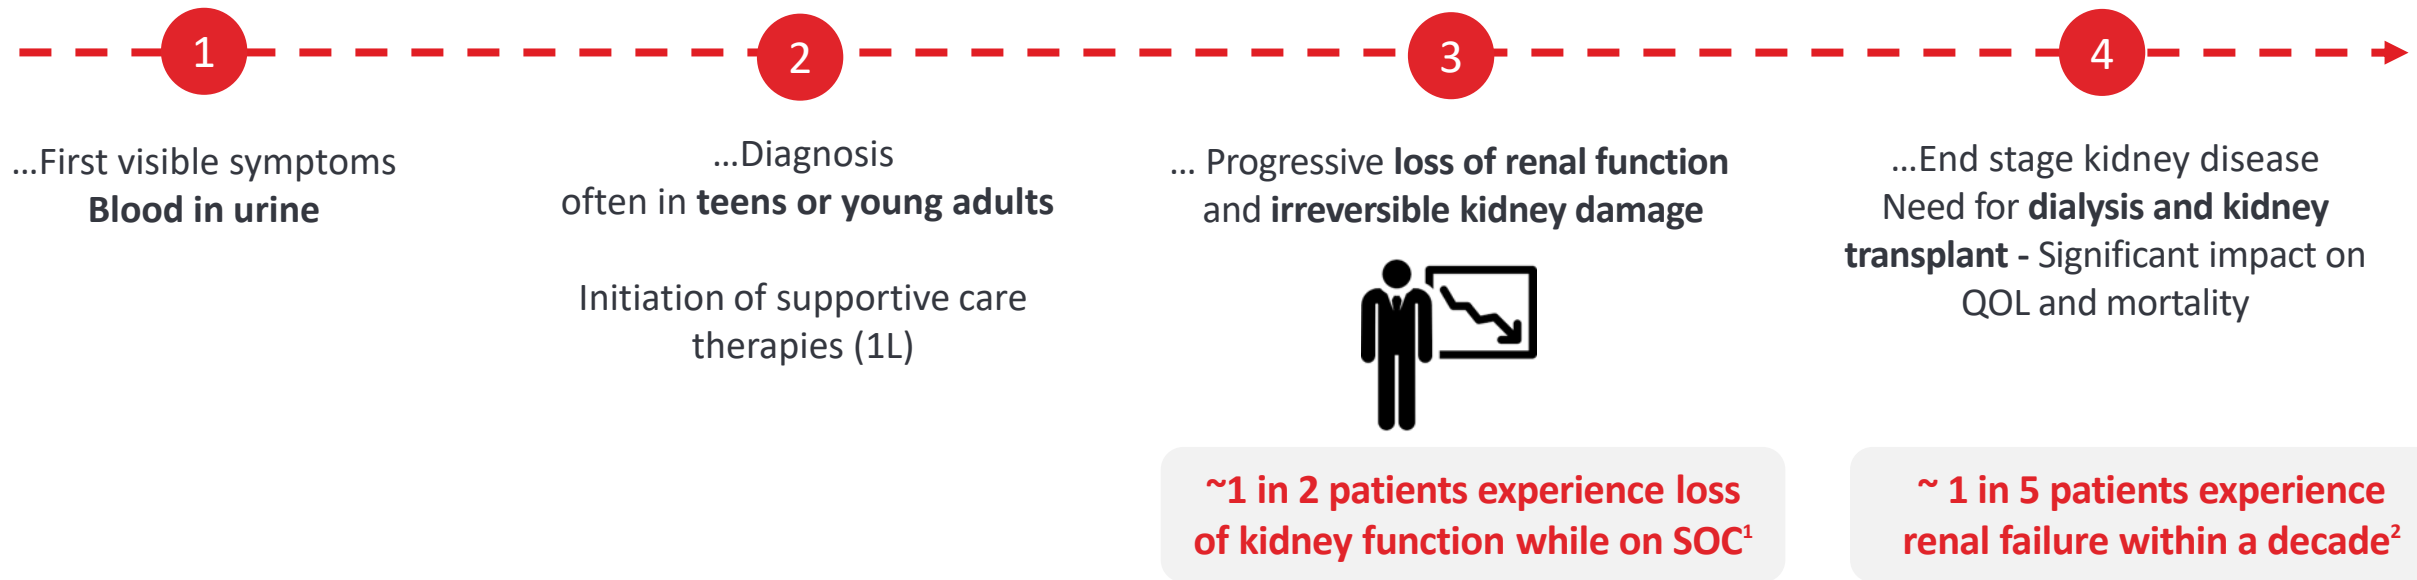 1
2
3
4
...First visible symptoms
Blood in urine
...Diagnosis
often in teens or young adults
Initiation of supportive care
therapies (1L)
... Progressive loss of renal function
and irreversible kidney damage
~1 in 2 patients experience loss
of kidney function while on SOC¹
...End stage kidney disease
Need for dialysis and kidney
transplant - Significant impact on
QOL and mortality
~ 1 in 5 patients experience
renal failure within a decade²